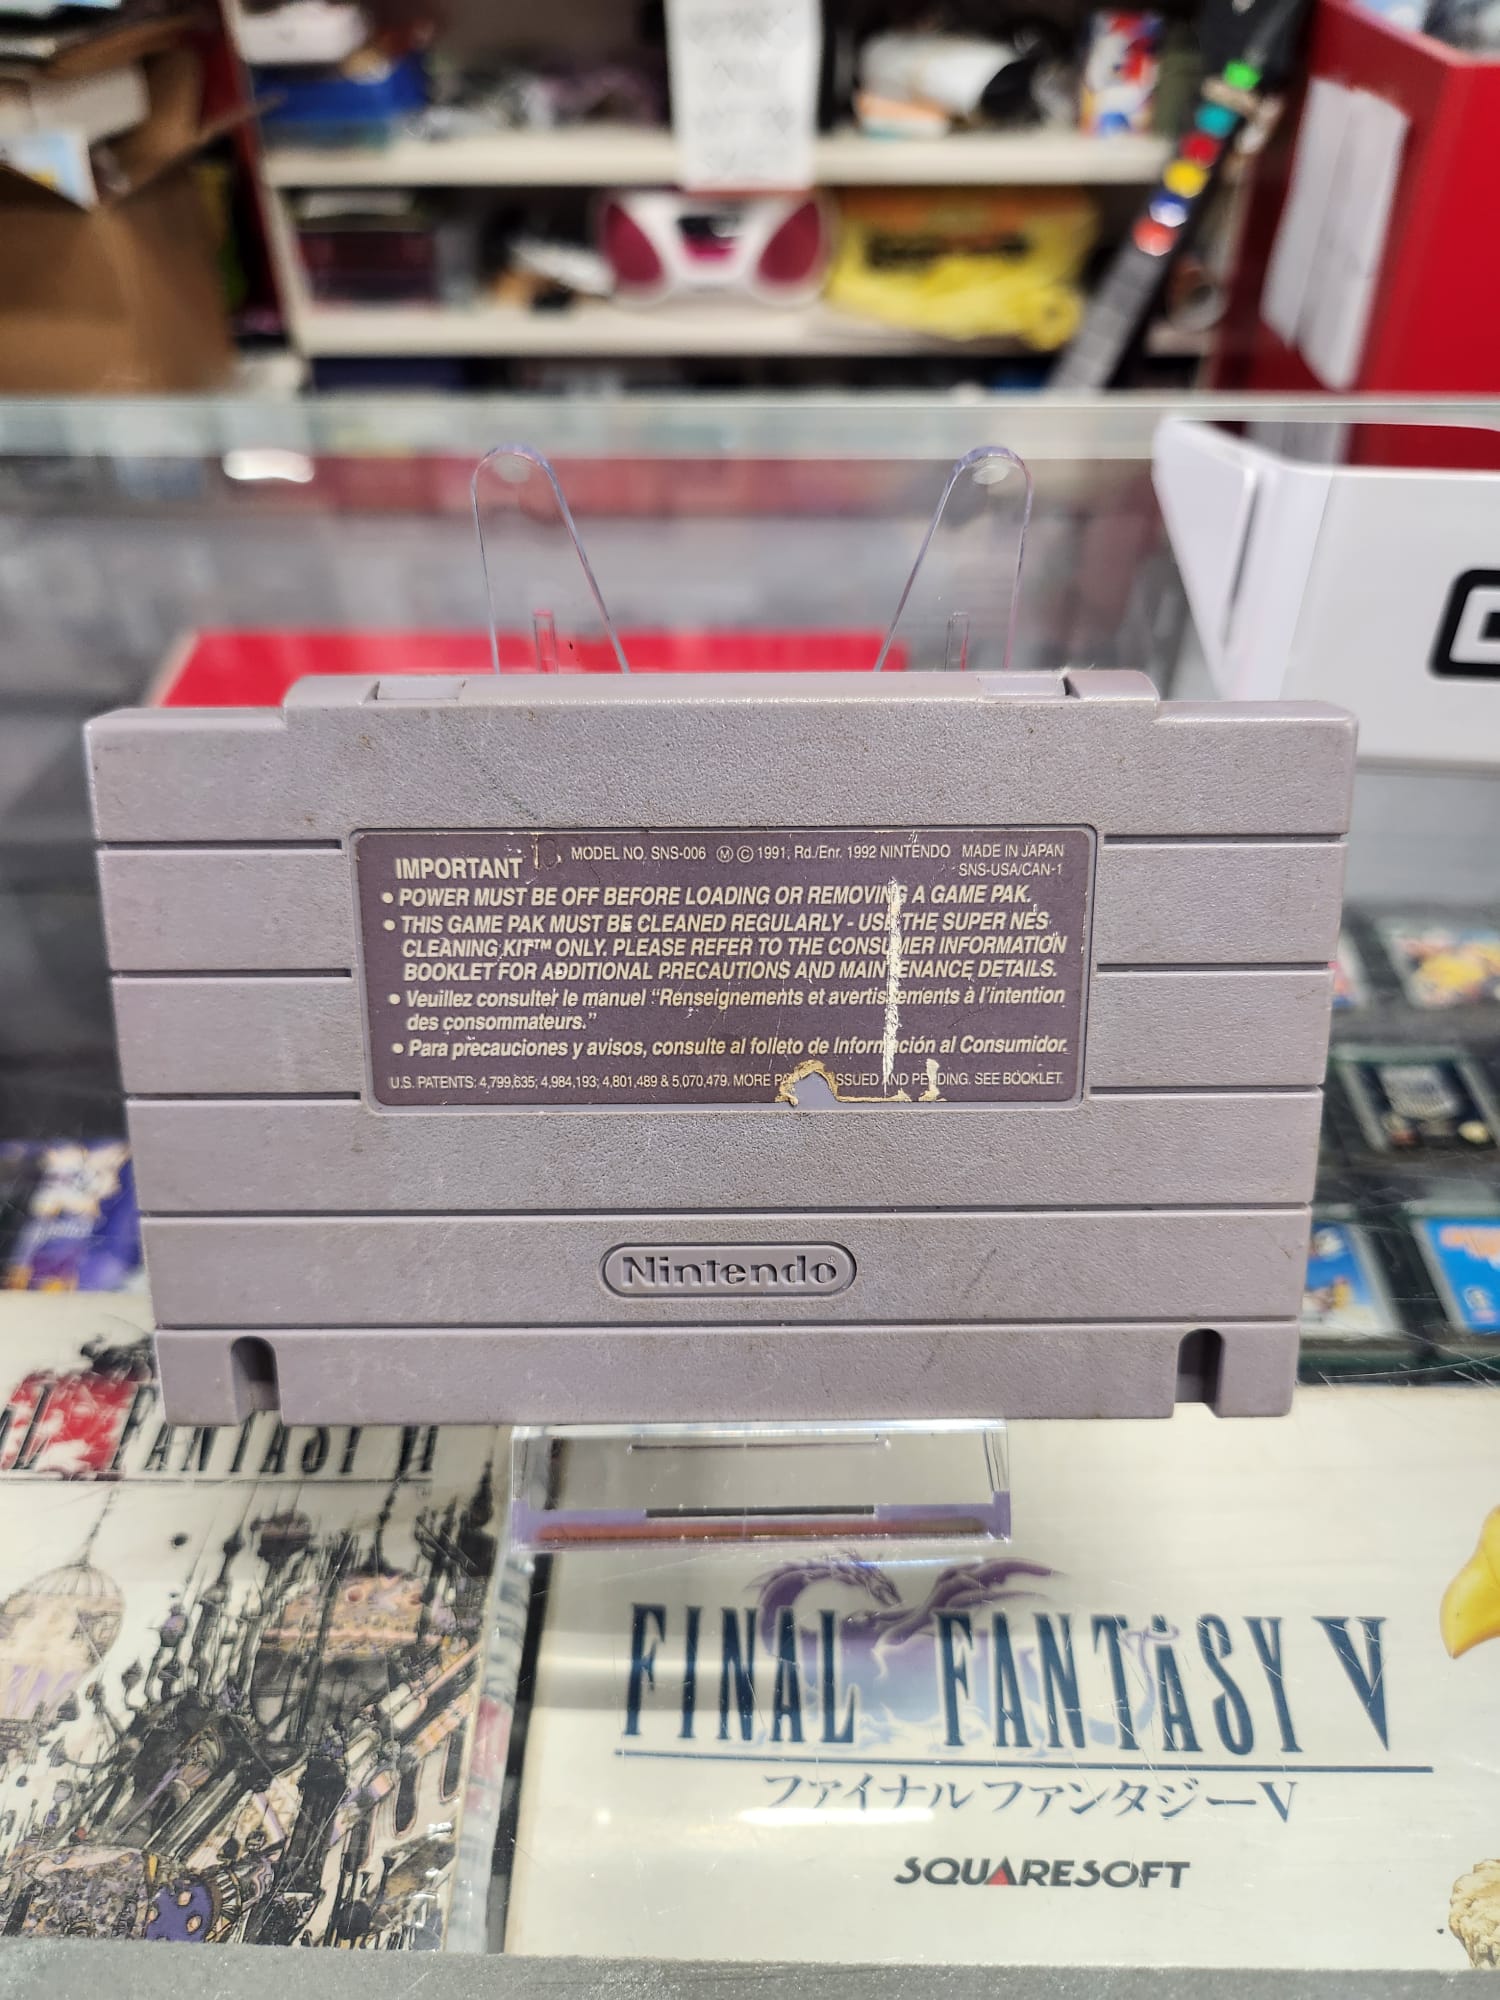 IMPORTANT MODEL NO. SNS-006 Ⓜ © 1991, Rd./Enr. 1992 NINTENDO MADE IN JAPAN
SNS-USA/CAN-1
• POWER MUST BE OFF BEFORE LOADING OR REMOVING A GAME PAK.
• THIS GAME PAK MUST BE CLEANED REGULARLY - USE THE SUPER NES
CLEANING KIT™ ONLY. PLEASE REFER TO THE CONSUMER INFORMATION
BOOKLET FOR ADDITIONAL PRECAUTIONS AND MAINTENANCE DETAILS.
• Veuillez consulter le manuel "Renseignements et avertissements à l'intention
des consommateurs."
• Para precauciones y avisos, consulte al folleto de Información al Consumidor.
U.S. PATENTS: 4,799,635; 4,984,193; 4,801,489 & 5,070,479. MORE PA ISSUED AND PENDING. SEE BOOKLET.
Nintendo
FANTASY VI
FINAL FANTASY V
ファイナルファンタジーV
SQUARESOFT